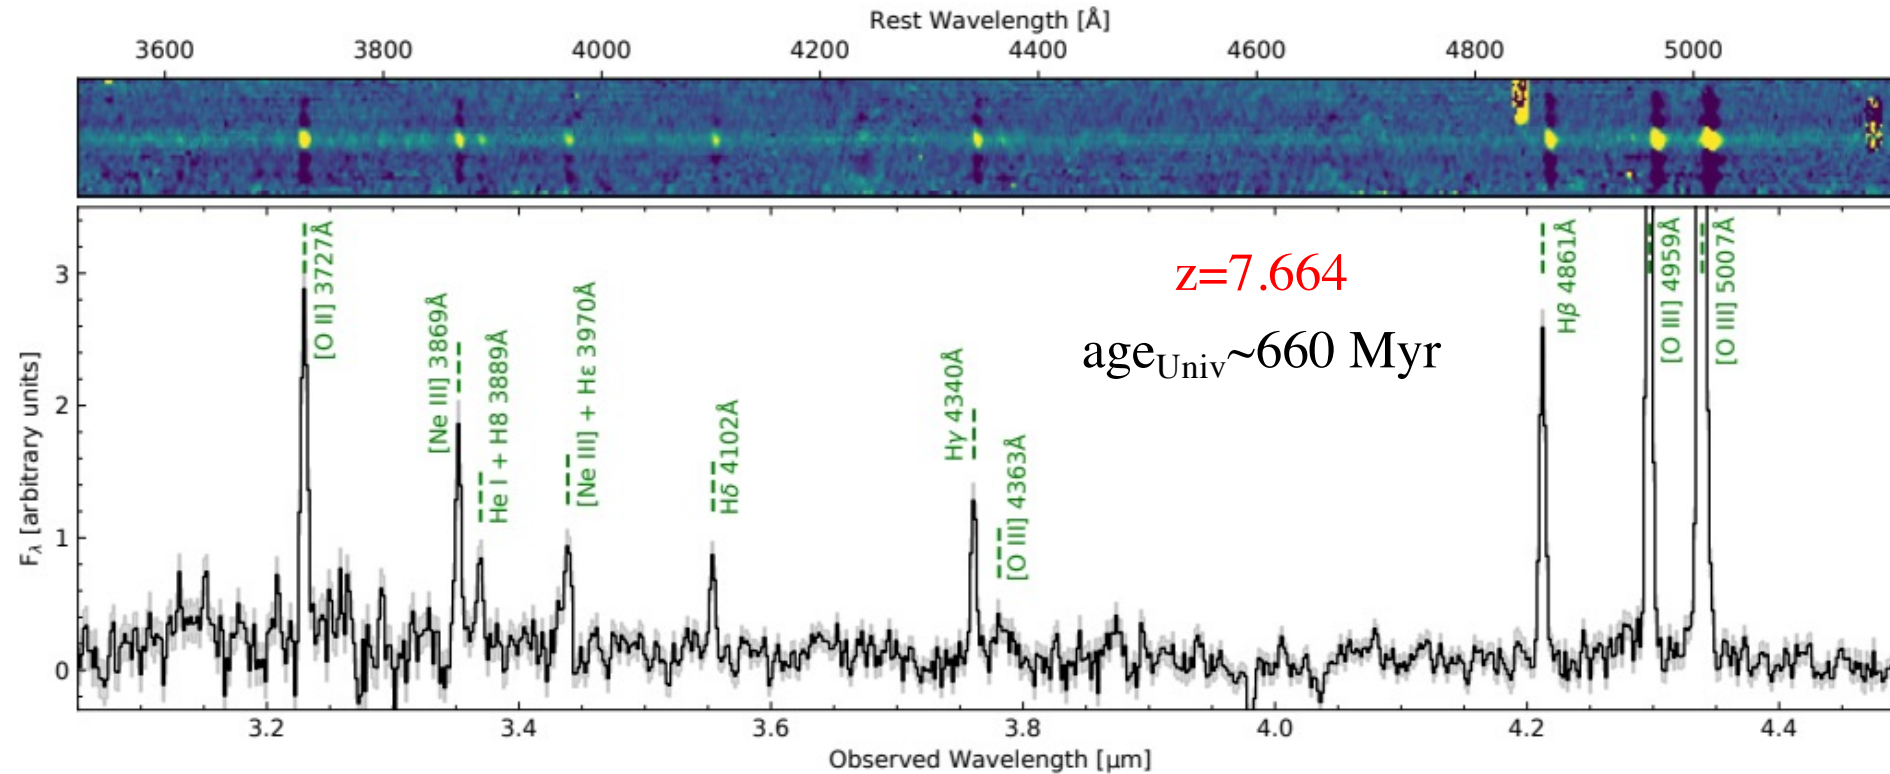 Rest Wavelength [Å]
3600 3800 4000 4200 4400 4600 4800 5000
F_λ [arbitrary units]
3
2
1
0
[O II] 3727Å
[Ne III] 3869Å
He I + H8 3889Å
[Ne III] + Hε 3970Å
Hδ 4102Å
Hγ 4340Å
[O III] 4363Å
z=7.664
age_Univ~660 Myr
Hβ 4861Å
[O III] 4959Å
[O III] 5007Å
3.2 3.4 3.6 3.8 4.0 4.2 4.4
Observed Wavelength [μm]